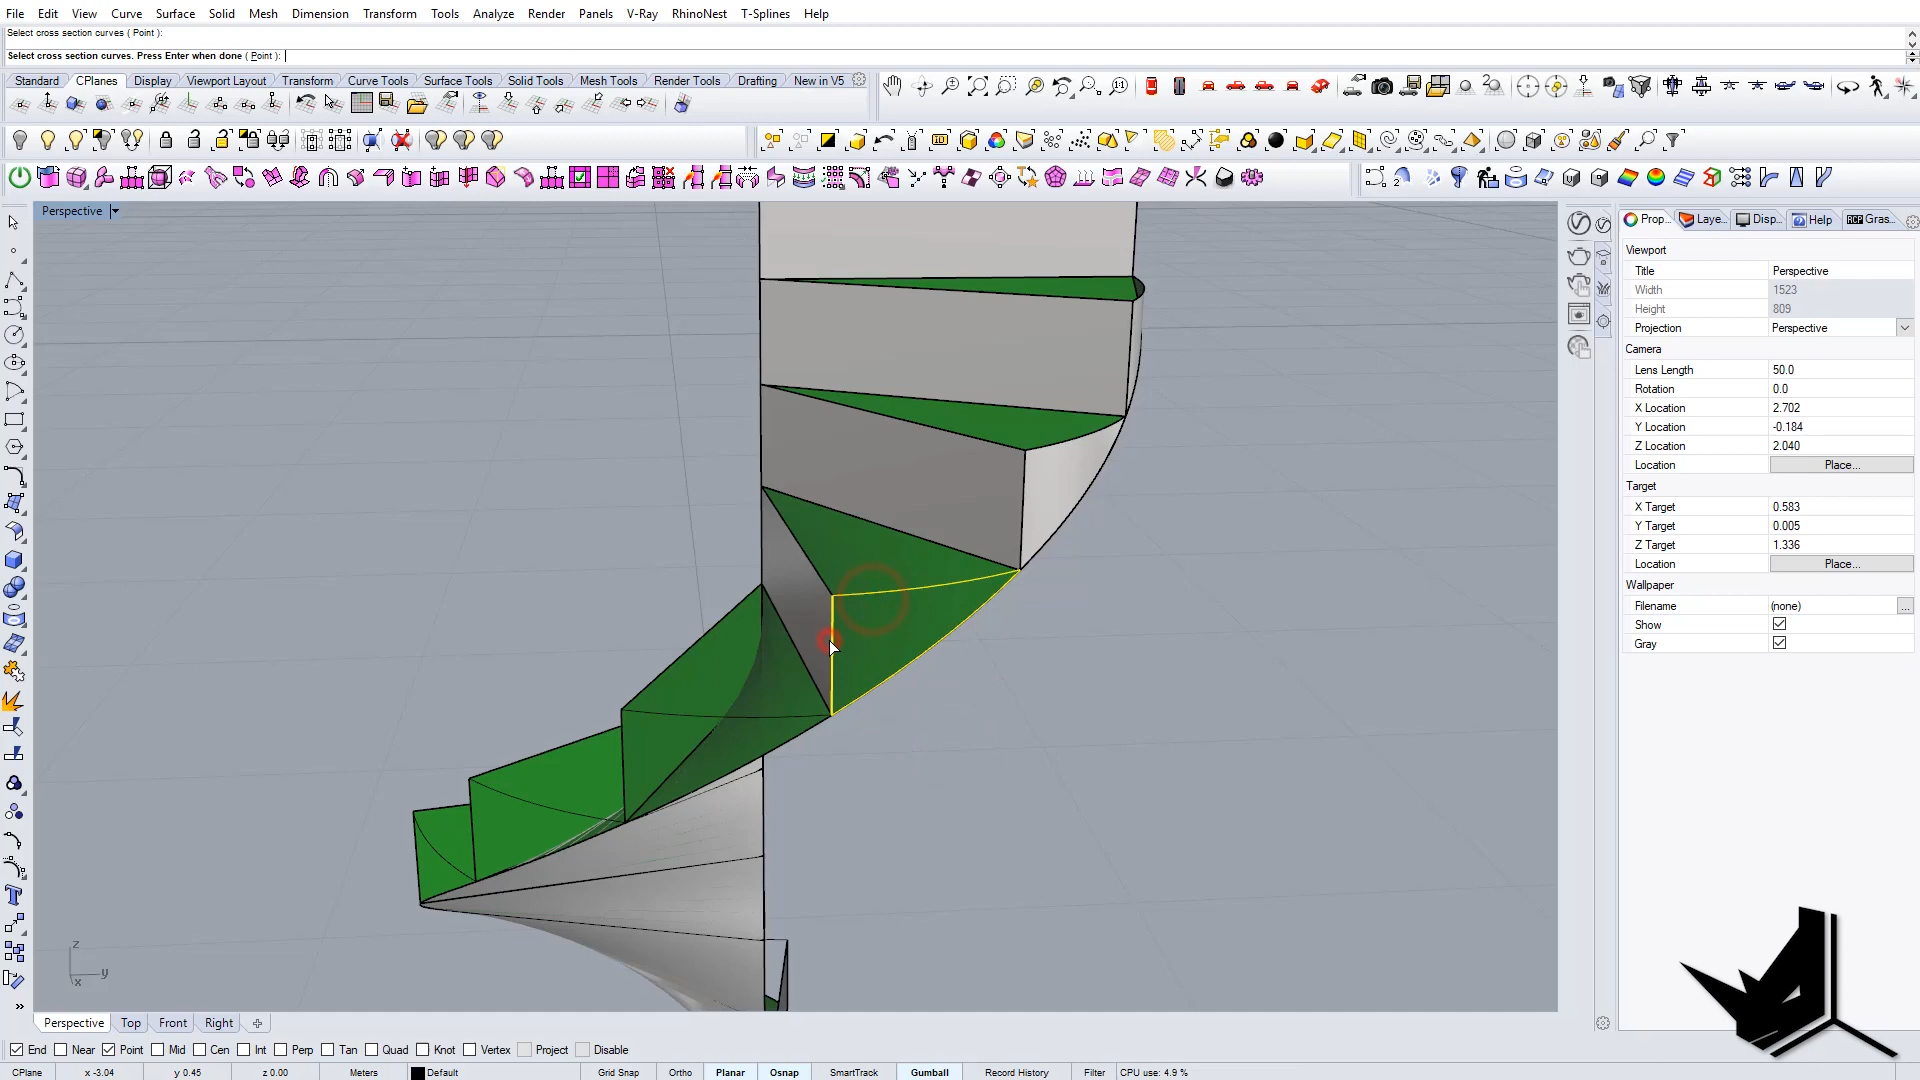 File Edit View Curve Surface Solid Mesh Dimension Transform Tools Analyze Render Panels V-Ray RhinoNest T-Splines Help
Select cross section curves ( Point ):
Select cross section curves. Press Enter when done ( Point ):
Standard CPlanes Display Viewport Layout Transform Curve Tools Surface Tools Solid Tools Mesh Tools Render Tools Drafting New in V5
Perspective
Prop... Laye... Disp... Help Gras...
Viewport
Title Perspective
Width 1523
Height 809
Projection Perspective
Camera
Lens Length 50.0
Rotation 0.0
X Location 2.702
Y Location -0.184
Z Location 2.040
Location Place...
Target
X Target 0.583
Y Target 0.005
Z Target 1.336
Location Place...
Wallpaper
Filename (none) ...
Show
Gray
z
y
x
Perspective Top Front Right
End Near Point Mid Cen Int Perp Tan Quad Knot Vertex Project Disable
CPlane x -3.04 y 0.45 z 0.00 Meters Default Grid Snap Ortho Planar Osnap SmartTrack Gumball Record History Filter CPU use: 4.9 %